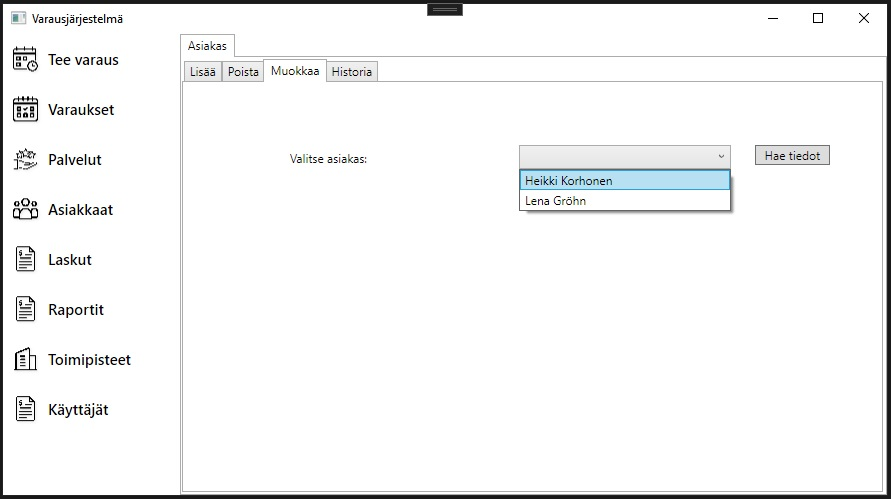 Varausjärjestelmä
Tee varaus
Varaukset
Palvelut
Asiakkaat
Laskut
Raportit
Toimipisteet
Käyttäjät
Asiakas
Lisää Poista Muokkaa Historia
Valitse asiakas:
Hae tiedot
Heikki Korhonen
Lena Gröhn